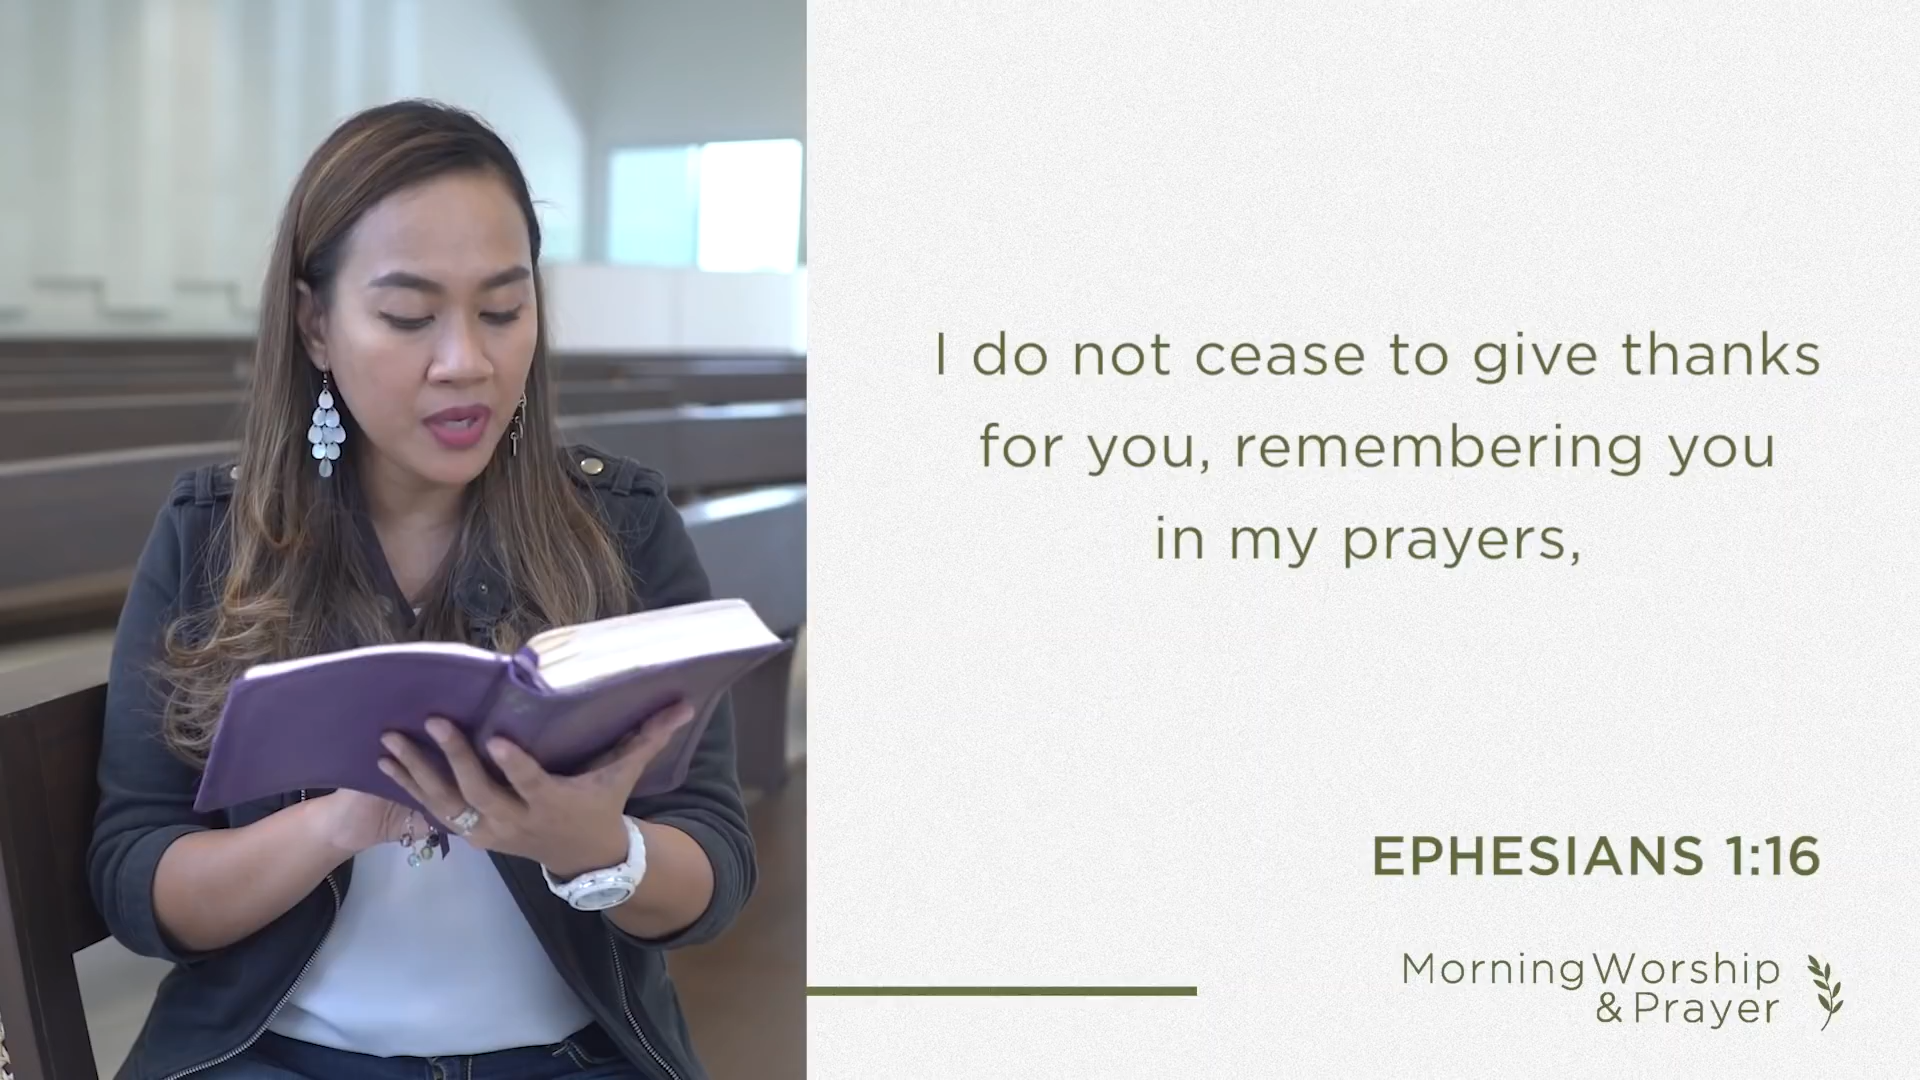 I do not cease to give thanks
for you, remembering you
in my prayers,
EPHESIANS 1:16
MorningWorship
& Prayer